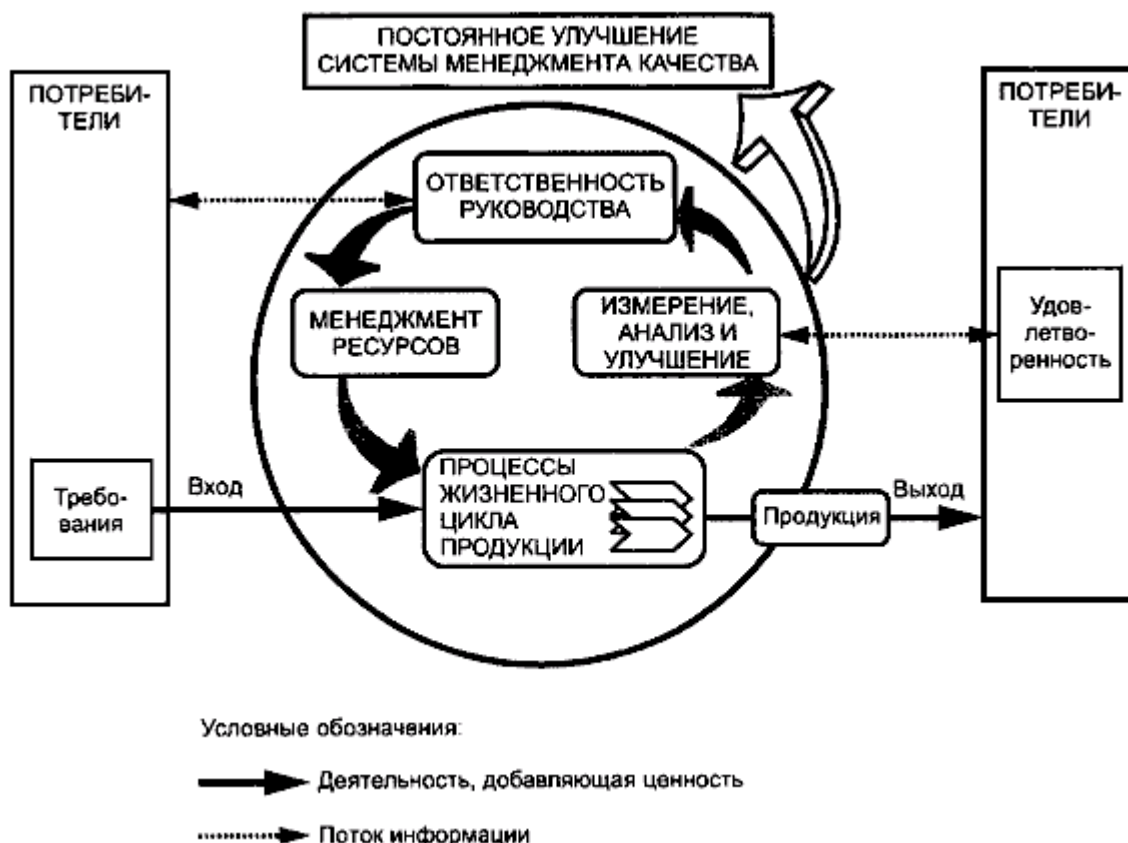 ПОСТОЯННОЕ УЛУЧШЕНИЕ
СИСТЕМЫ МЕНЕДЖМЕНТА КАЧЕСТВА
ПОТРЕБИ-
ТЕЛИ
ПОТРЕБИ-
ТЕЛИ
ОТВЕТСТВЕННОСТЬ
РУКОВОДСТВА
МЕНЕДЖМЕНТ
РЕСУРСОВ
ИЗМЕРЕНИЕ,
АНАЛИЗ И
УЛУЧШЕНИЕ
Удов-
летво-
ренность
Требо-
вания
Вход
ПРОЦЕССЫ
ЖИЗНЕННОГО
ЦИКЛА
ПРОДУКЦИИ
Продукция
Выход
Условные обозначения:
Деятельность, добавляющая ценность
Поток информации